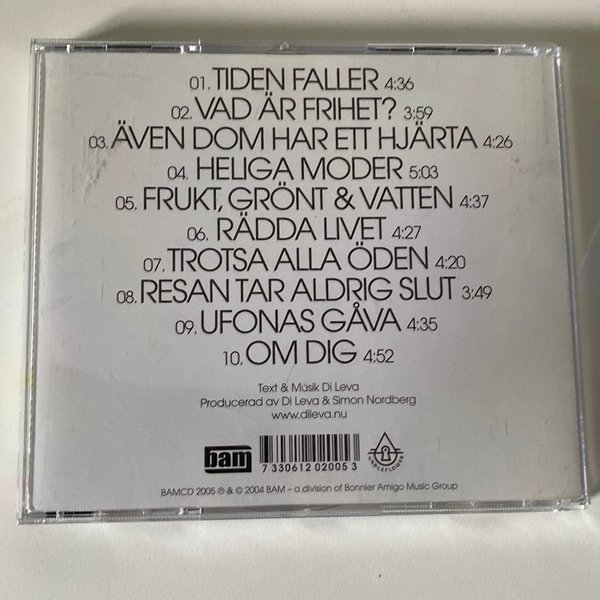 01. TIDEN FALLER 4:36
02. VAD ÄR FRIHET? 3:59
03. ÄVEN DOM HAR ETT HJÄRTA 4:26
04. HELIGA MODER 5:03
05. FRUKT, GRÖNT & VATTEN 4:37
06. RÄDDA LIVET 4:27
07. TROTSA ALLA ÖDEN 4:20
08. RESAN TAR ALDRIG SLUT 3:49
09. UFONAS GÅVA 4:35
10. OM DIG 4:52
Text & Musik Di Leva
Producerad av Di Leva & Simon Nordberg
www.dileva.nu
bam
7 330612 020053
BAMCD 2005 ℗ & © 2004 BAM – a division of Bonnier Amigo Music Group